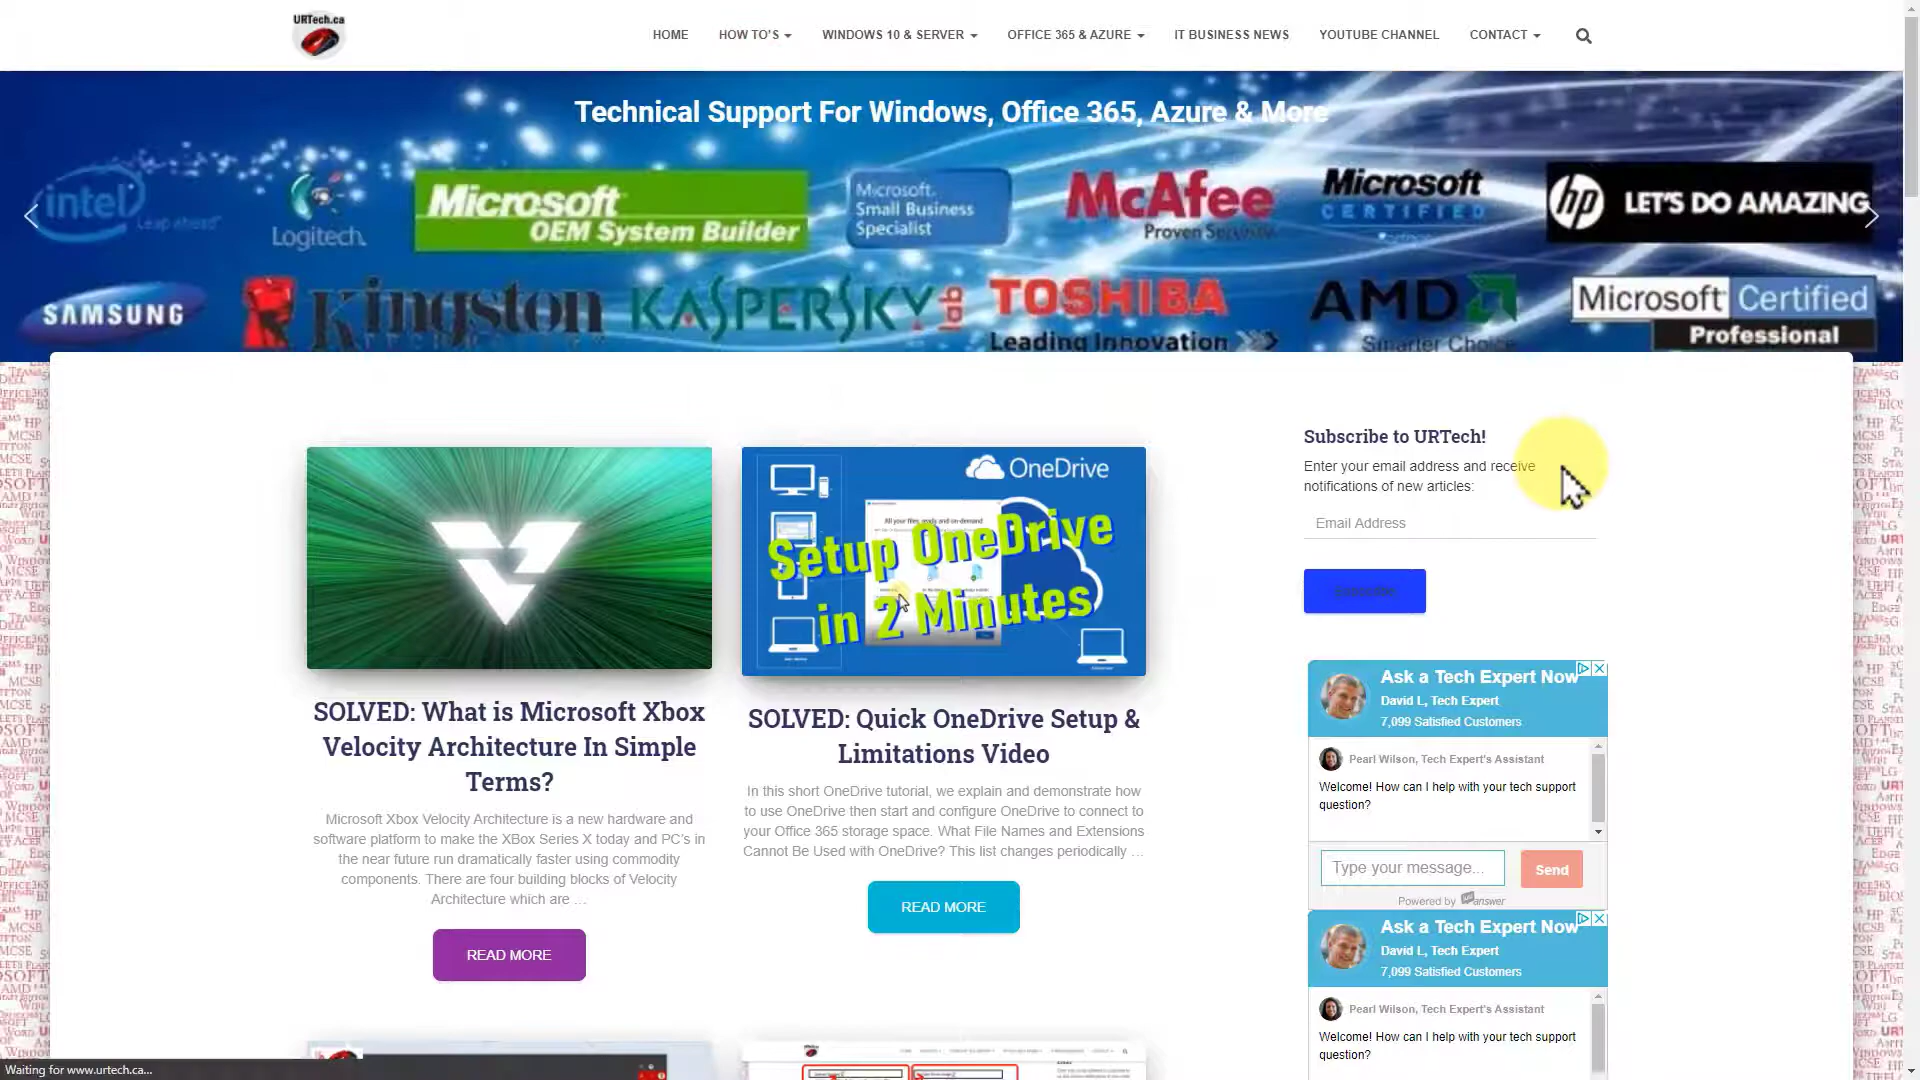 URTech.ca
HOME HOW TO'S WINDOWS 10 & SERVER OFFICE 365 & AZURE IT BUSINESS NEWS YOUTUBE CHANNEL CONTACT
Technical Support For Windows, Office 365, Azure & More
intel
Leap ahead
Logitech.
Microsoft
OEM System Builder
Microsoft
Small Business
Specialist
McAfee
Proven Security
Microsoft
CERTIFIED
hp LET'S DO AMAZING
SAMSUNG
Kingston
TECHNOLOGY
KASPERSKY lab
TOSHIBA
Leading Innovation
AMD
Smarter Choice
Microsoft Certified
Professional
OneDrive
Setup OneDrive
in 2 Minutes
SOLVED: What is Microsoft Xbox
Velocity Architecture In Simple
Terms?
Microsoft Xbox Velocity Architecture is a new hardware and
software platform to make the XBox Series X today and PC's in
the near future run dramatically faster using commodity
components. There are four building blocks of Velocity
Architecture which are …
READ MORE
SOLVED: Quick OneDrive Setup &
Limitations Video
In this short OneDrive tutorial, we explain and demonstrate how
to use OneDrive then start and configure OneDrive to connect to
your Office 365 storage space. What File Names and Extensions
Cannot Be Used with OneDrive? This list changes periodically …
READ MORE
Subscribe to URTech!
Enter your email address and receive
notifications of new articles:
Email Address
Subscribe
Ask a Tech Expert Now
David L, Tech Expert
7,099 Satisfied Customers
Pearl Wilson, Tech Expert's Assistant
Welcome! How can I help with your tech support
question?
Type your message...
Send
Powered by answer
Ask a Tech Expert Now
David L, Tech Expert
7,099 Satisfied Customers
Pearl Wilson, Tech Expert's Assistant
Welcome! How can I help with your tech support
question?
Waiting for www.urtech.ca...